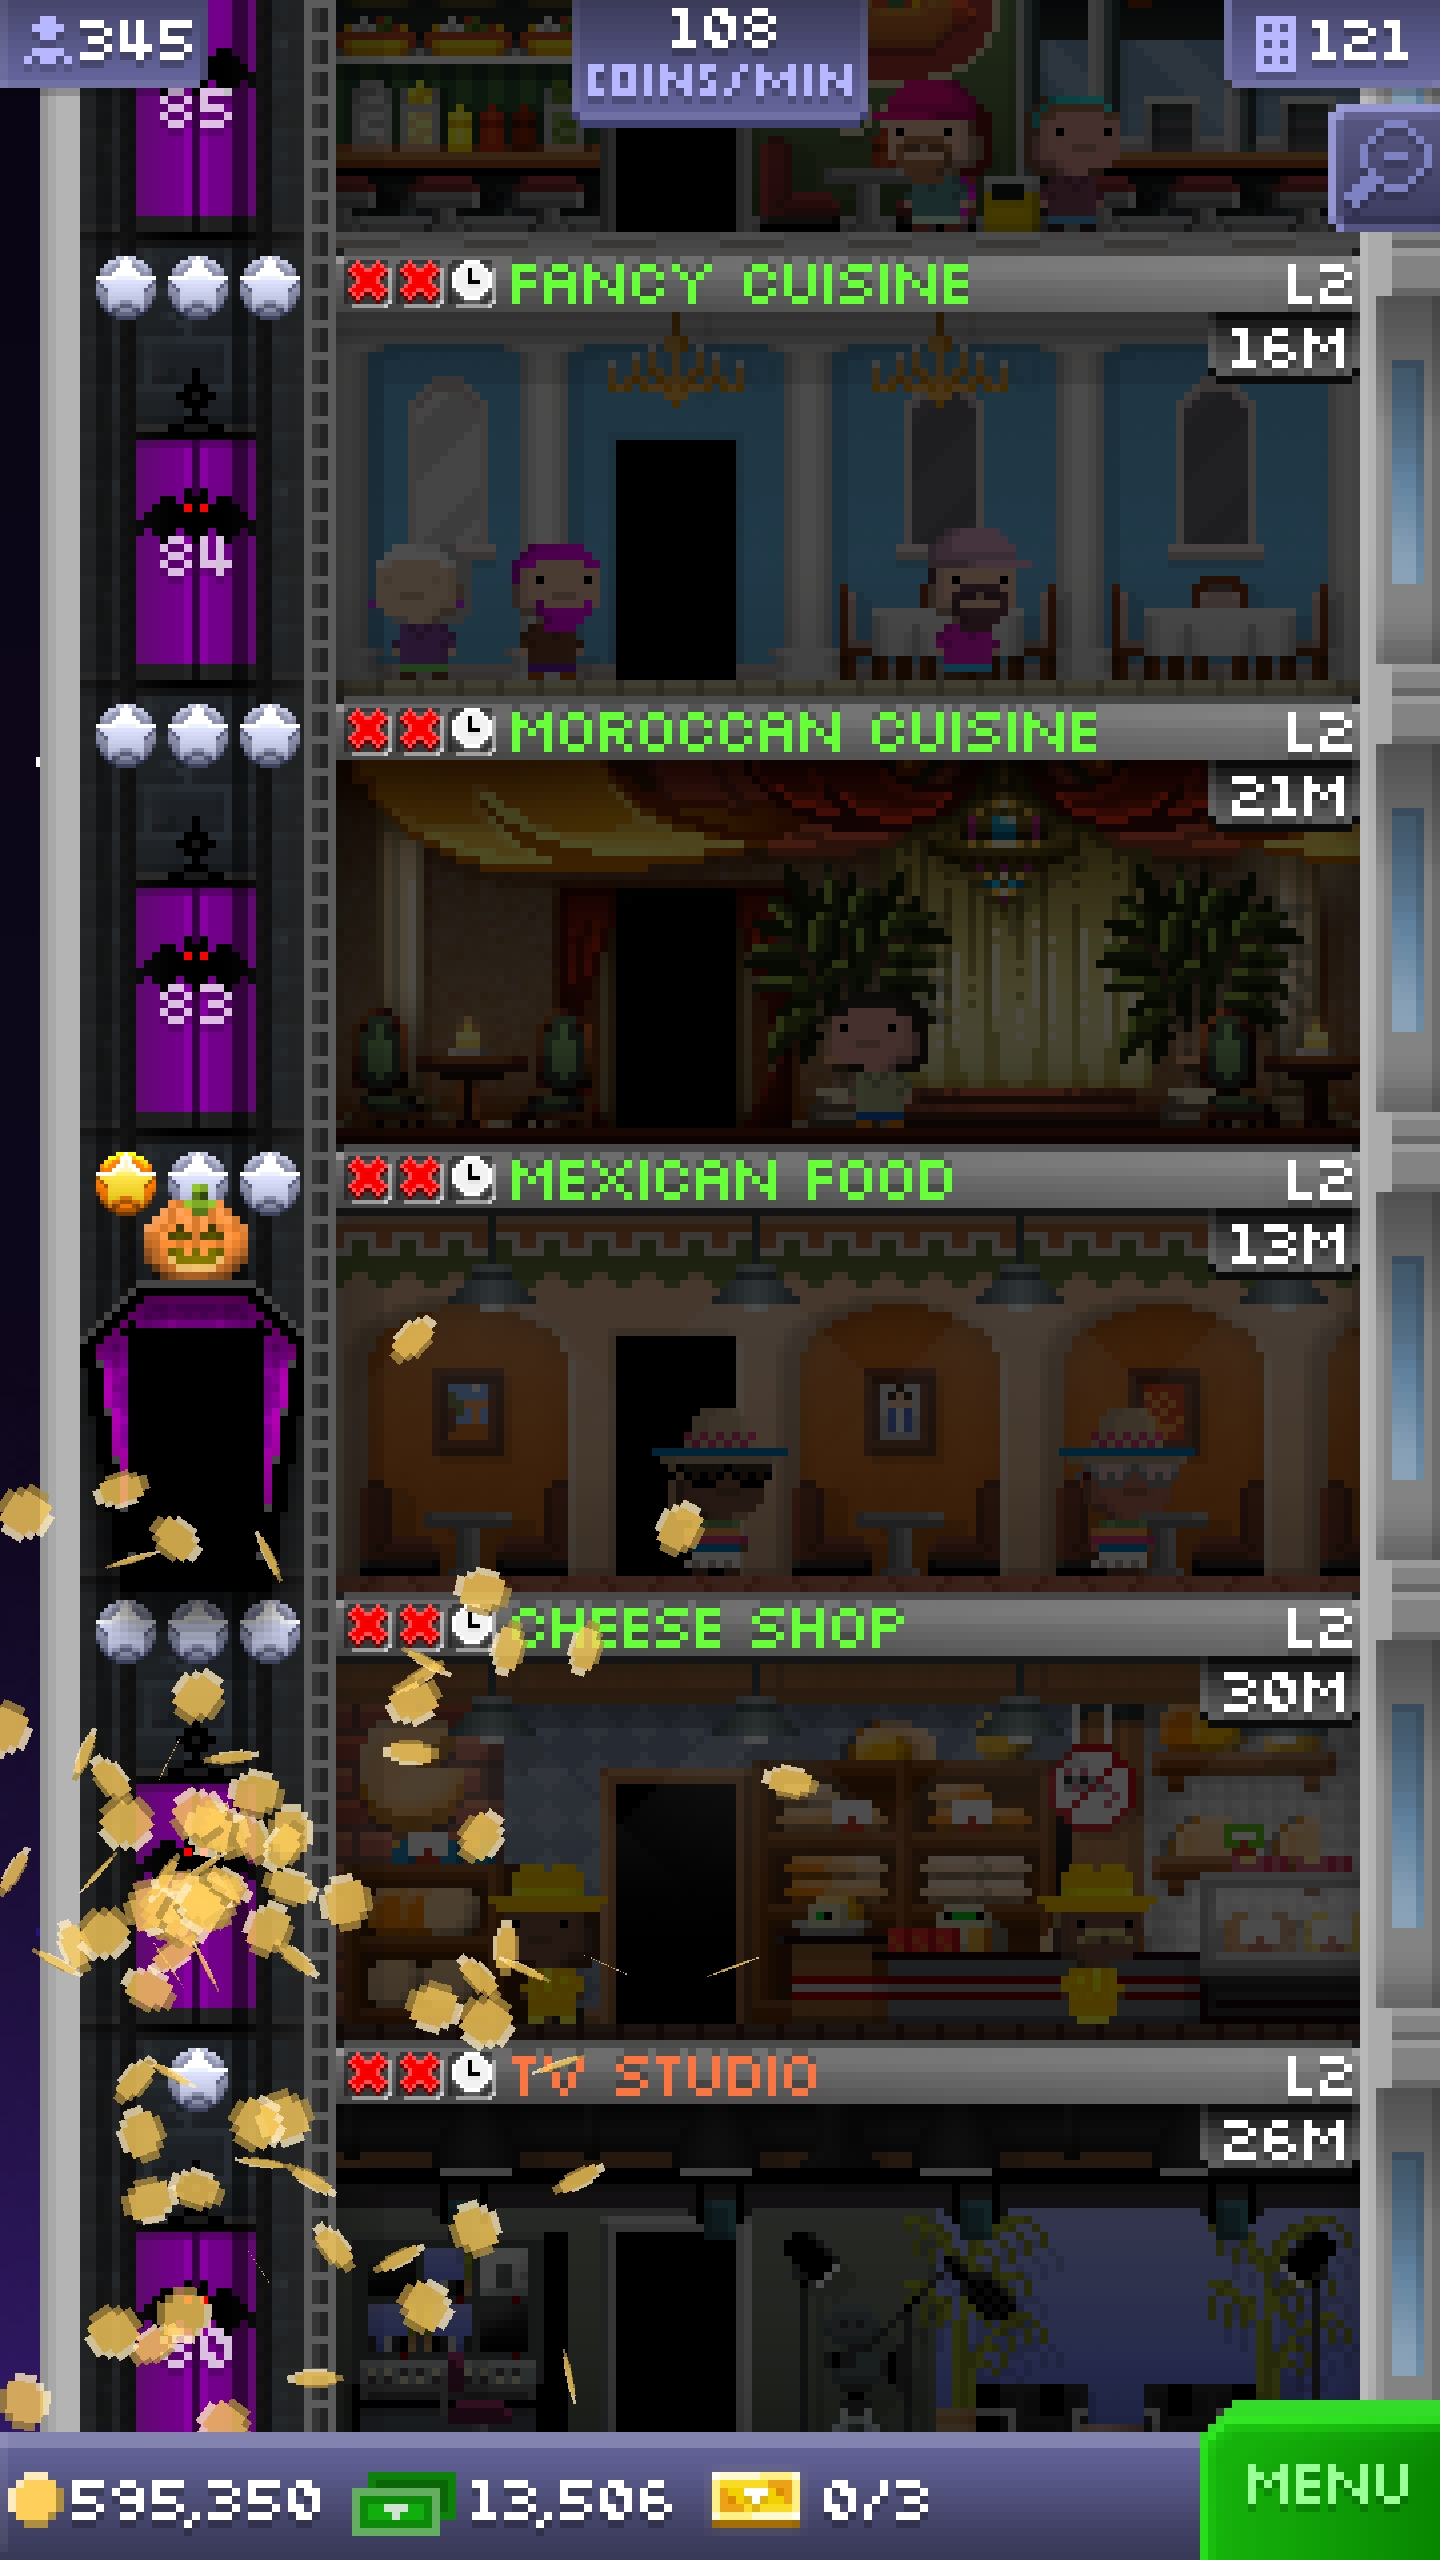 345
108
COINS/MIN
121
85
FANCY CUISINE L2
16M
84
MOROCCAN CUISINE L2
21M
83
MEXICAN FOOD L2
13M
CHEESE SHOP L2
30M
TV STUDIO L2
26M
80
595,350 13,506 0/3 MENU